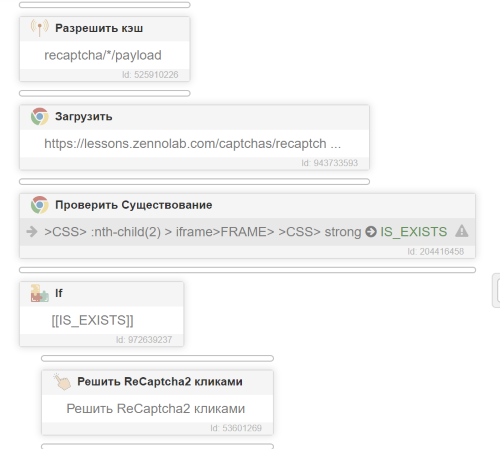 Разрешить кэш
recaptcha/*/payload
Id: 525910226
Загрузить
https://lessons.zennolab.com/captchas/recaptch ...
Id: 943733593
Проверить Существование
>CSS> :nth-child(2) > iframe>FRAME> >CSS> strong IS_EXISTS
Id: 204416458
If
[[IS_EXISTS]]
Id: 972639237
Решить ReCaptcha2 кликами
Решить ReCaptcha2 кликами
Id: 53601269